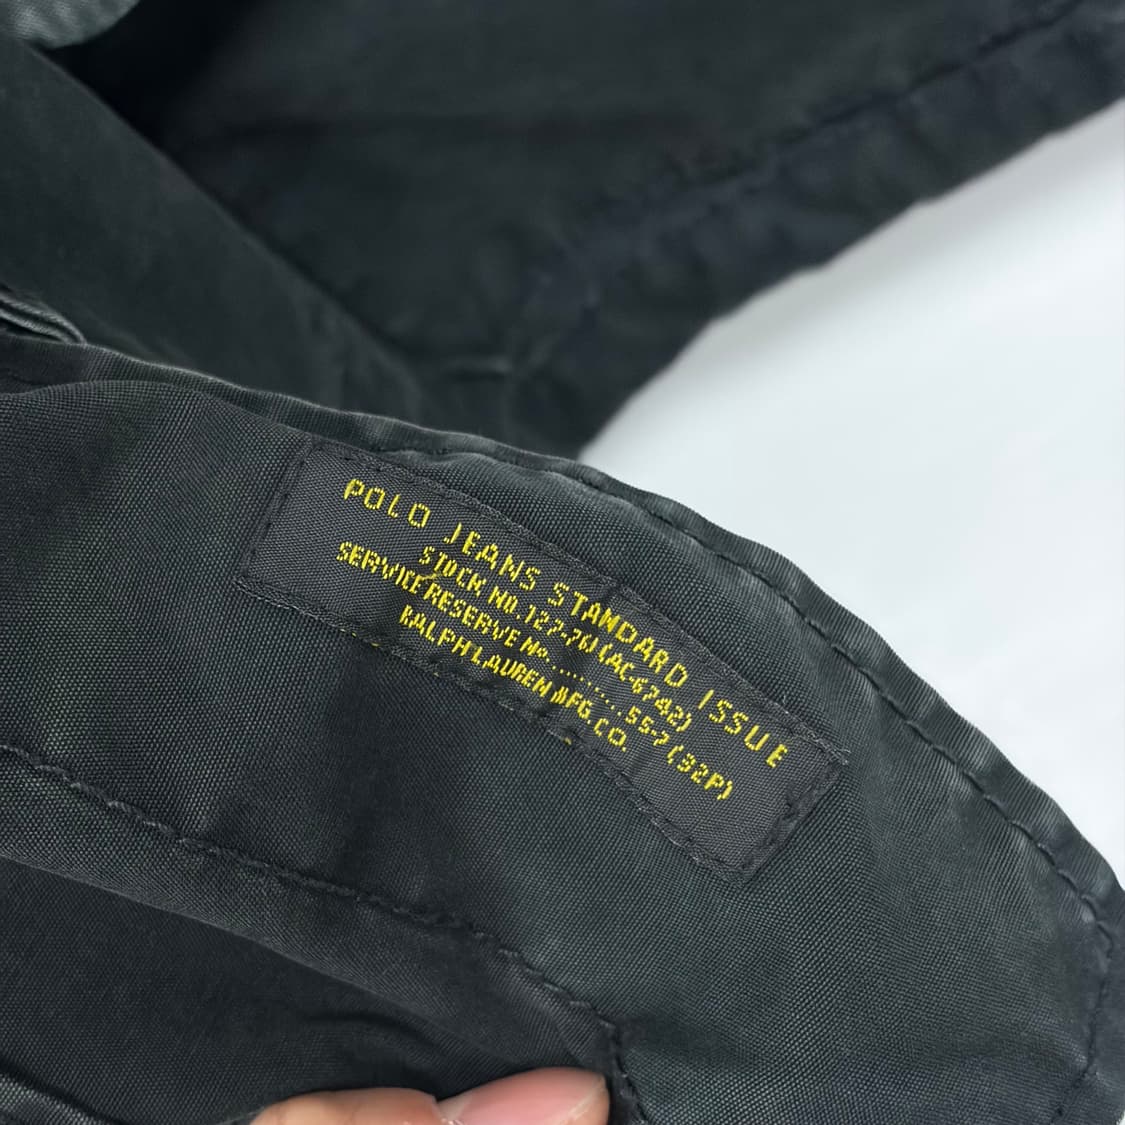 POLO JEANS STANDARD ISSUE
STOCK NO. 127-76) (AC-6742)
SERVICE RESERVE No..........55-7 (32P)
RALPH LAUREN MFG. CO.